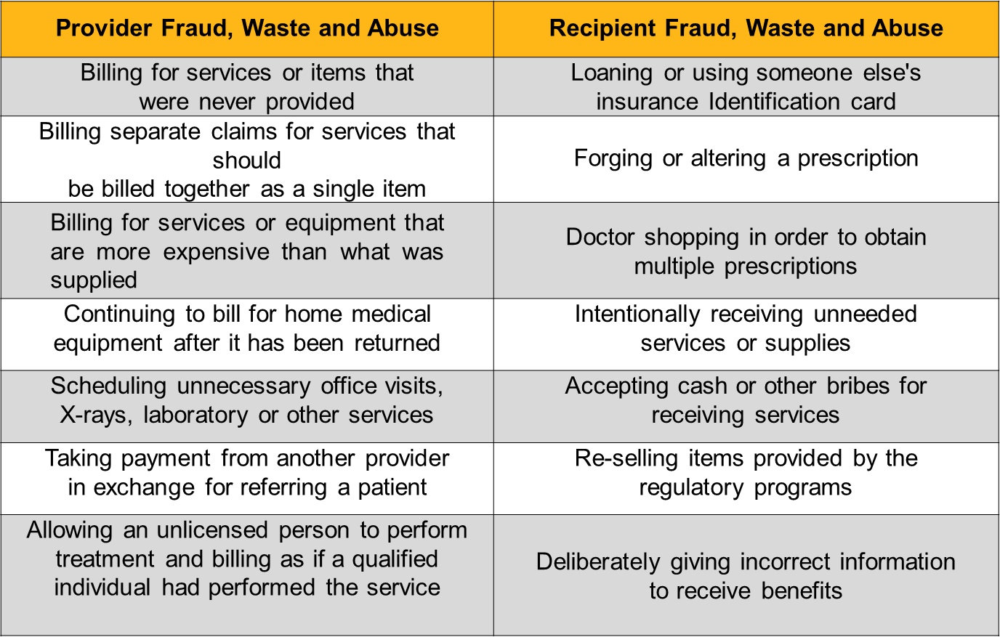 Provider Fraud, Waste and Abuse
Recipient Fraud, Waste and Abuse
Billing for services or items that
were never provided
Loaning or using someone else's
insurance Identification card
Billing separate claims for services that
should
be billed together as a single item
Forging or altering a prescription
Billing for services or equipment that
are more expensive than what was
supplied
Doctor shopping in order to obtain
multiple prescriptions
Continuing to bill for home medical
equipment after it has been returned
Intentionally receiving unneeded
services or supplies
Scheduling unnecessary office visits,
X-rays, laboratory or other services
Accepting cash or other bribes for
receiving services
Taking payment from another provider
in exchange for referring a patient
Re-selling items provided by the
regulatory programs
Allowing an unlicensed person to perform
treatment and billing as if a qualified
individual had performed the service
Deliberately giving incorrect information
to receive benefits